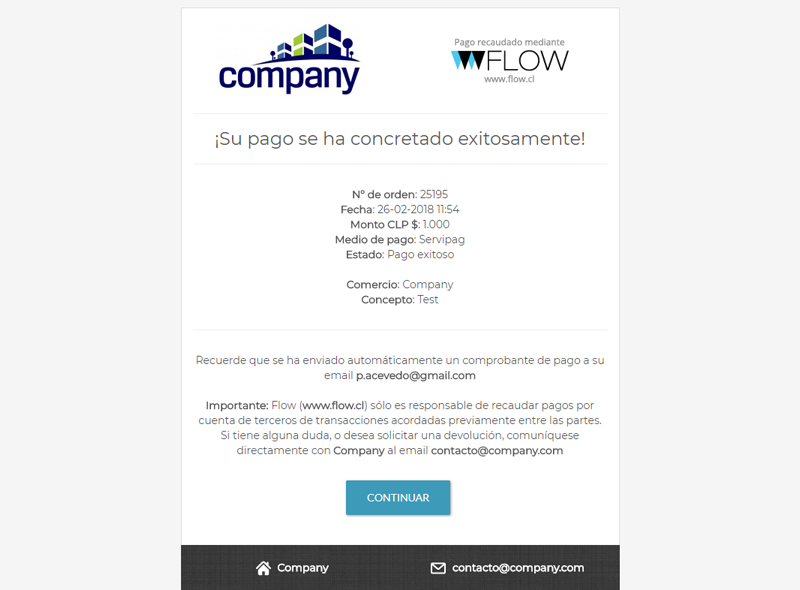 company
Pago recaudado mediante
FLOW
www.flow.cl
¡Su pago se ha concretado exitosamente!
Nº de orden: 25195
Fecha: 26-02-2018 11:54
Monto CLP $: 1.000
Medio de pago: Servipag
Estado: Pago exitoso
Comercio: Company
Concepto: Test
Recuerde que se ha enviado automáticamente un comprobante de pago a su
email p.acevedo@gmail.com
Importante: Flow (www.flow.cl) sólo es responsable de recaudar pagos por
cuenta de terceros de transacciones acordadas previamente entre las partes.
Si tiene alguna duda, o desea solicitar una devolución, comuníquese
directamente con Company al email contacto@company.com
CONTINUAR
Company
contacto@company.com